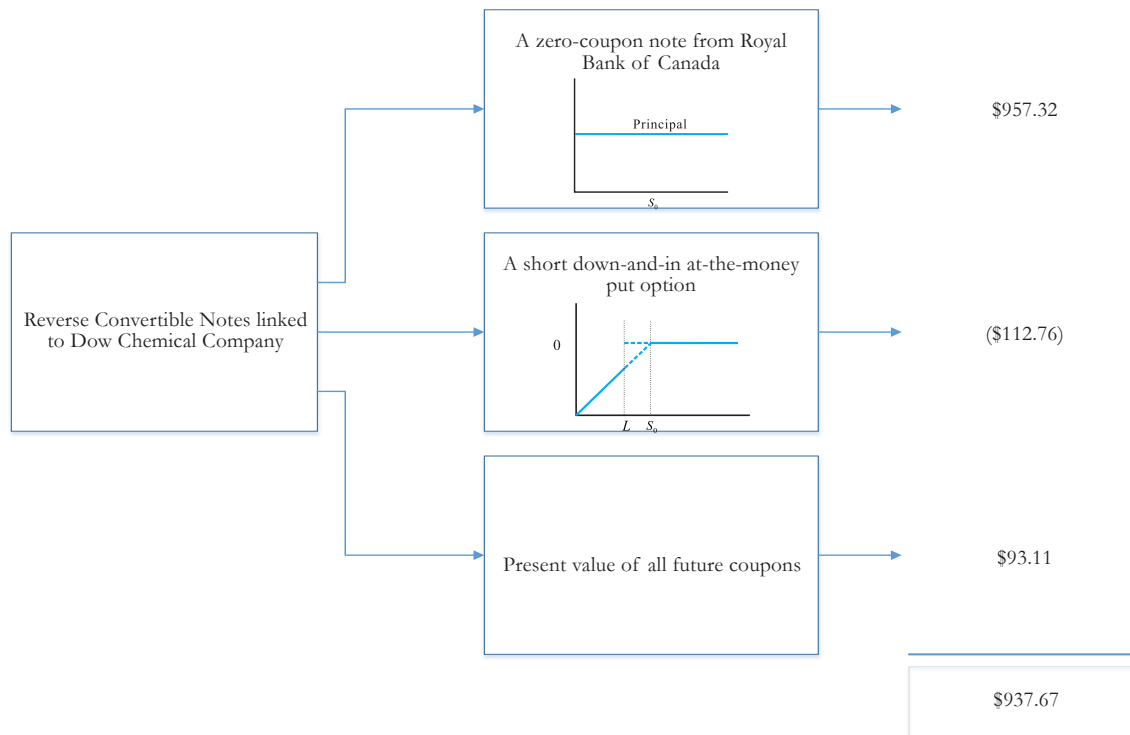 A zero-coupon note from Royal
Bank of Canada
Principal
S₀
$957.32
Reverse Convertible Notes linked
to Dow Chemical Company
A short down-and-in at-the-money
put option
0
L S₀
($112.76)
Present value of all future coupons
$93.11
$937.67